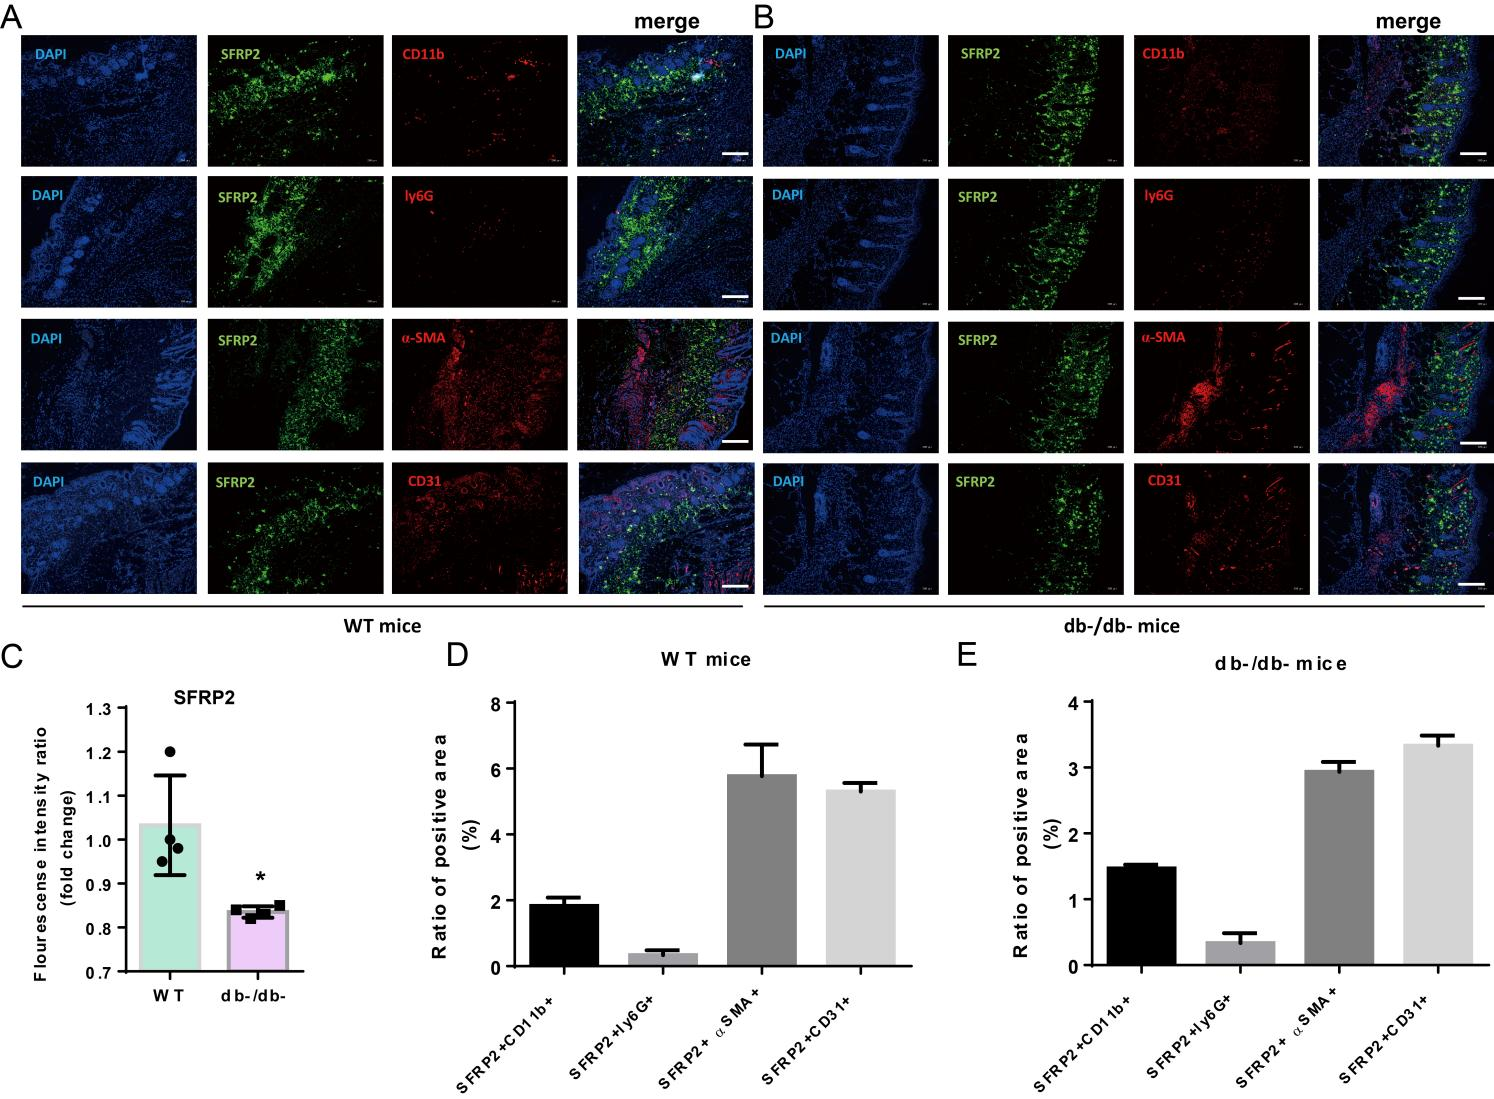 A
merge
B
merge
DAPI
SFRP2
CD11b
DAPI
SFRP2
CD11b
DAPI
SFRP2
ly6G
DAPI
SFRP2
ly6G
DAPI
SFRP2
α-SMA
DAPI
SFRP2
α-SMA
DAPI
SFRP2
CD31
DAPI
SFRP2
CD31
WT mice
db-/db- mice
C
SFRP2
Flourescense intensity ratio
(fold change)
1.3
1.2
1.1
1.0
0.9
0.8
0.7
*
WT
db-/db-
D
WT mice
Ratio of positive area
(%)
8
6
4
2
0
SFRP2+CD11b+
SFRP2+ly6G+
SFRP2+ αSMA+
SFRP2+CD31+
E
db-/db- mice
Ratio of positive area
(%)
4
3
2
1
0
SFRP2+CD11b+
SFRP2+ly6G+
SFRP2+ αSMA+
SFRP2+CD31+